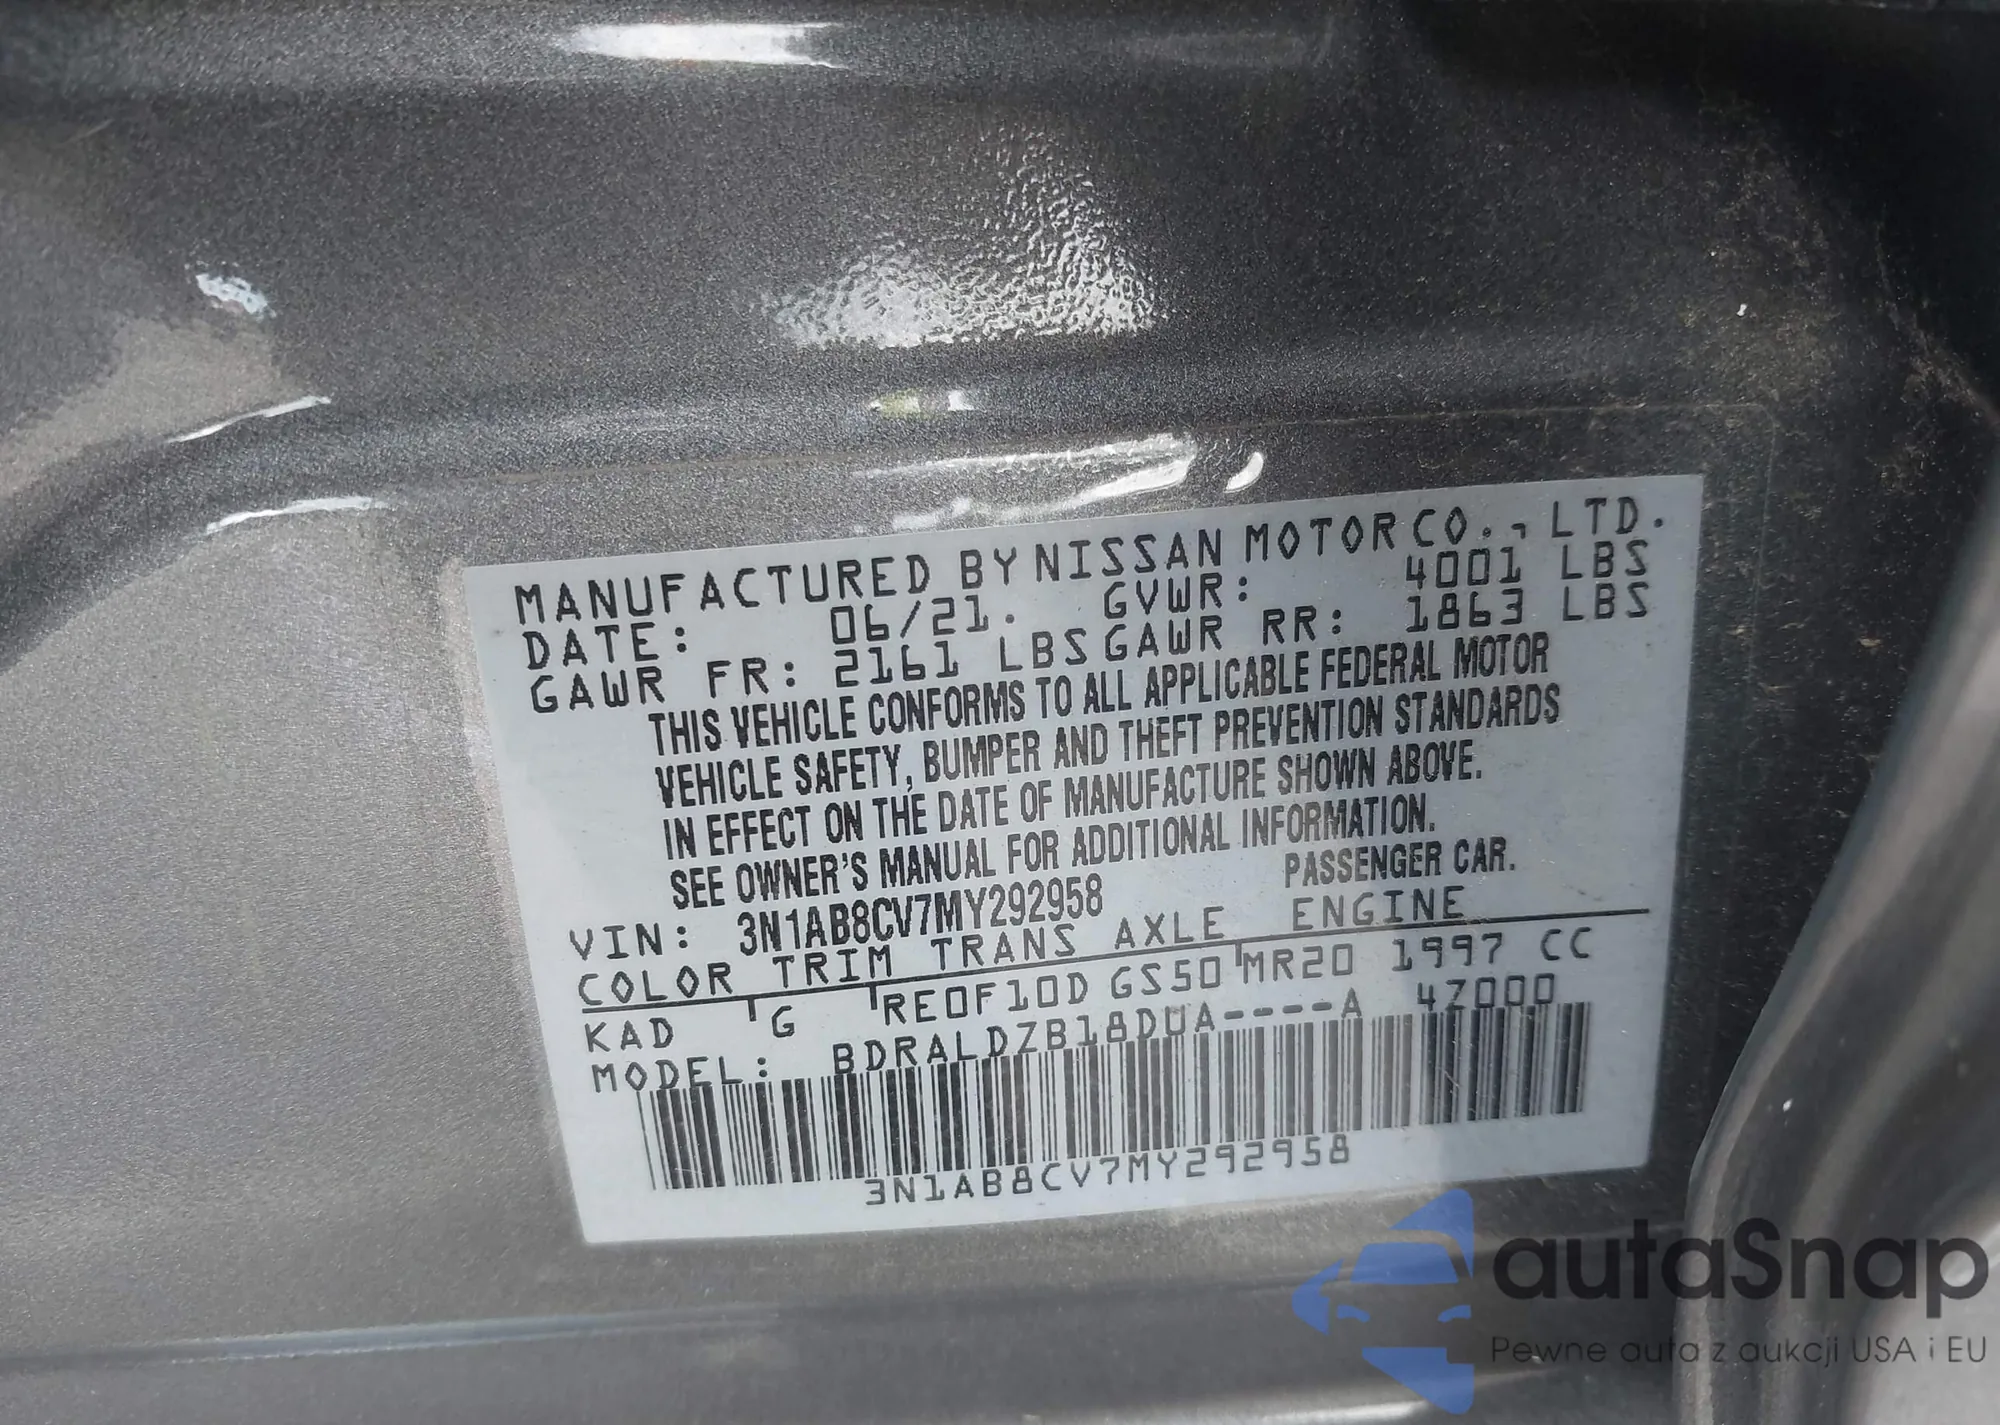 MANUFACTURED BY NISSAN MOTOR CO., LTD.
DATE: 06/21. GVWR: 4001 LBS
GAWR FR: 2161 LBS GAWR RR: 1863 LBS
THIS VEHICLE CONFORMS TO ALL APPLICABLE FEDERAL MOTOR
VEHICLE SAFETY, BUMPER AND THEFT PREVENTION STANDARDS
IN EFFECT ON THE DATE OF MANUFACTURE SHOWN ABOVE.
SEE OWNER'S MANUAL FOR ADDITIONAL INFORMATION.
VIN: 3N1AB8CV7MY292958 PASSENGER CAR.
COLOR TRIM TRANS AXLE ENGINE
KAD G RE0F10D GS50 MR20 1997 CC
MODEL: BDRALDZB18DUA----A 4Z000
3N1AB8CV7MY292958
autaSnap
Pewne auta z aukcji USA i EU